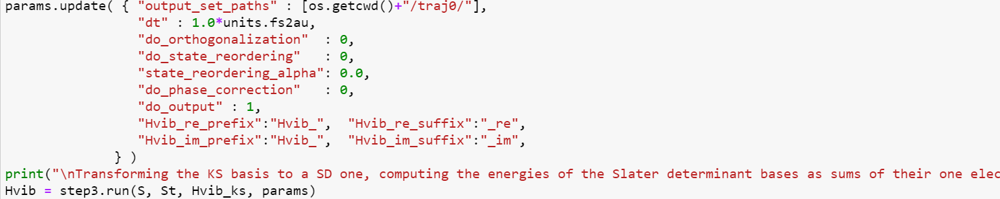 params.update( { "output_set_paths" : [os.getcwd()+"/traj0/"],
"dt" : 1.0*units.fs2au,
"do_orthogonalization"  : 0,
"do_state_reordering"   : 0,
"state_reordering_alpha": 0.0,
"do_phase_correction"   : 0,
"do_output" : 1,
"Hvib_re_prefix":"Hvib_",  "Hvib_re_suffix":"_re",
"Hvib_im_prefix":"Hvib_",  "Hvib_im_suffix":"_im",
} )
print("\nTransforming the KS basis to a SD one, computing the energies of the Slater determinant bases as sums of their one elec
Hvib = step3.run(S, St, Hvib_ks, params)